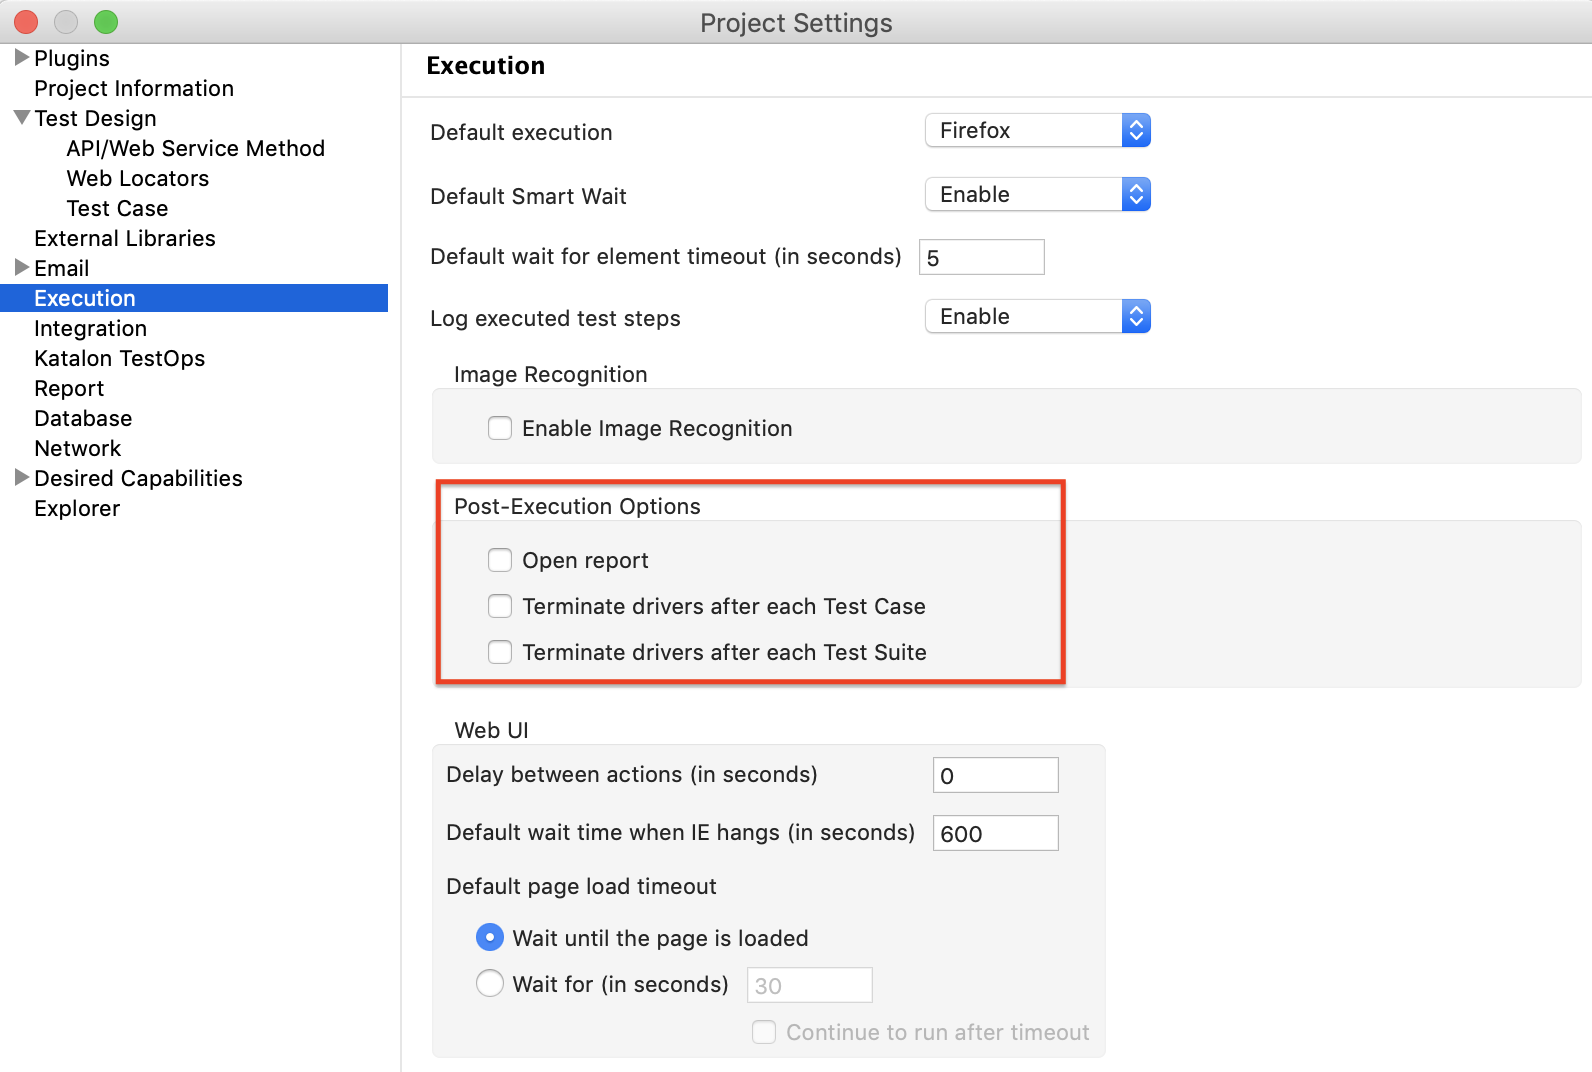 Project Settings
Plugins
Project Information
Test Design
API/Web Service Method
Web Locators
Test Case
External Libraries
Email
Execution
Integration
Katalon TestOps
Report
Database
Network
Desired Capabilities
Explorer
Execution
Default execution Firefox
Default Smart Wait Enable
Default wait for element timeout (in seconds) 5
Log executed test steps Enable
Image Recognition
Enable Image Recognition
Post-Execution Options
Open report
Terminate drivers after each Test Case
Terminate drivers after each Test Suite
Web UI
Delay between actions (in seconds) 0
Default wait time when IE hangs (in seconds) 600
Default page load timeout
Wait until the page is loaded
Wait for (in seconds) 30
Continue to run after timeout